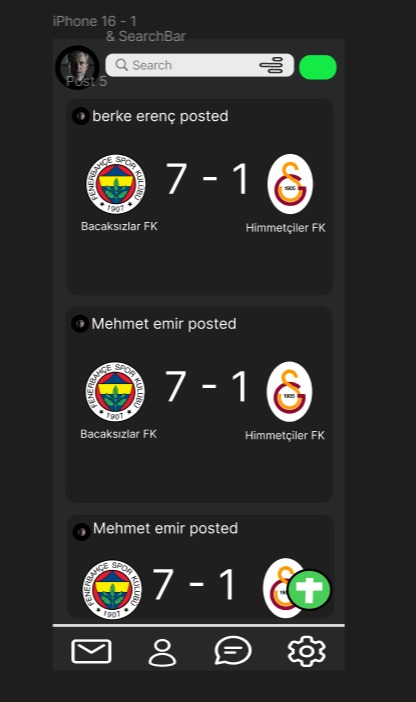 iPhone 16 - 1
& SearchBar
Search
Post 5
berke erenç posted
FENERBAHÇE SPOR KULÜBÜ
1907
7 - 1
1905
Bacaksızlar FK
Himmetçiler FK
Mehmet emir posted
FENERBAHÇE SPOR KULÜBÜ
1907
7 - 1
1905
Bacaksızlar FK
Himmetçiler FK
Mehmet emir posted
FENERBAHÇE SPOR KULÜBÜ
1907
7 - 1